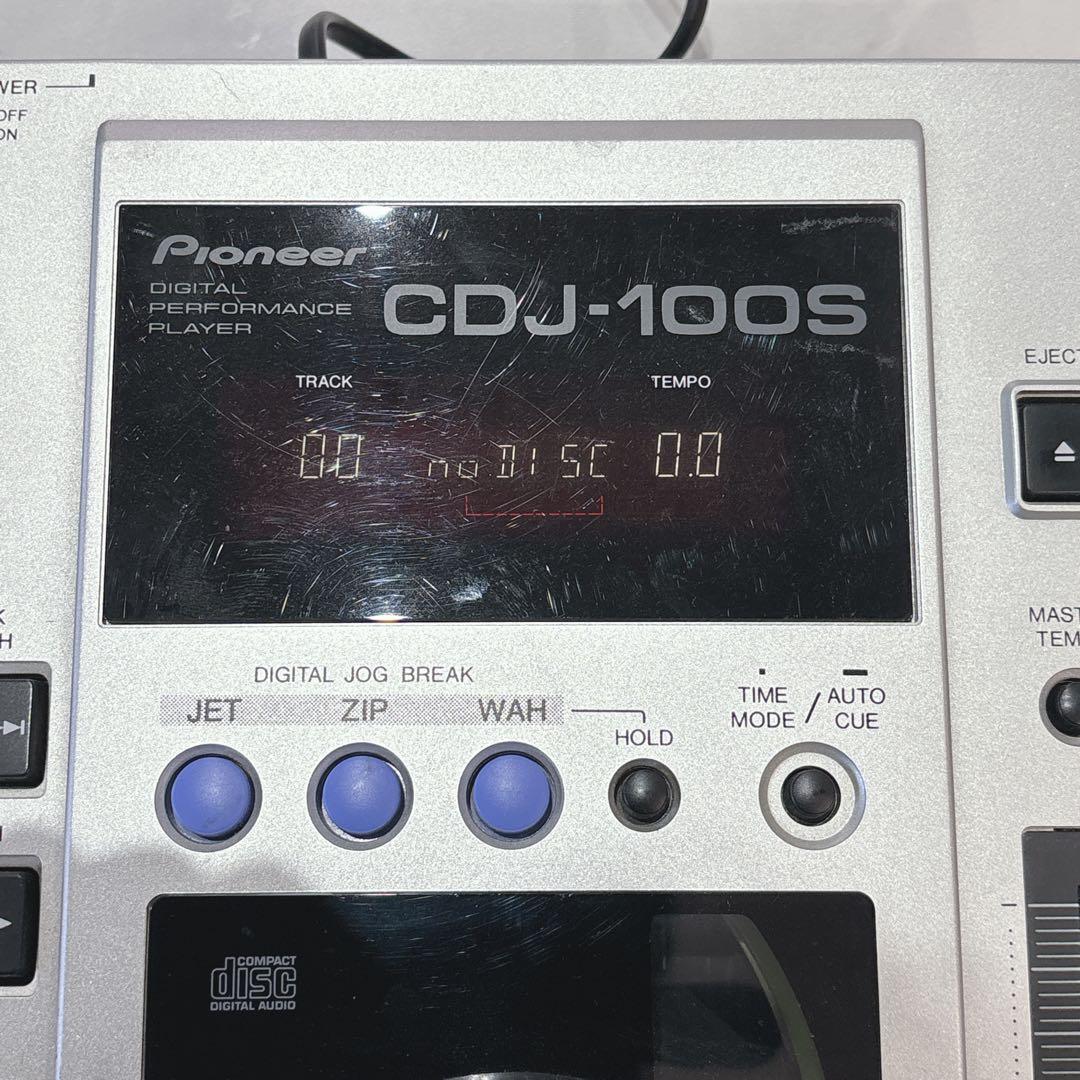 WER
OFF
ON
Pioneer
DIGITAL
PERFORMANCE
PLAYER
CDJ-100S
TRACK
TEMPO
00 no DISC 0.0
EJECT
MAST
TEM
K
H
DIGITAL JOG BREAK
JET ZIP WAH
HOLD
TIME
MODE / AUTO
CUE
COMPACT
disc
DIGITAL AUDIO